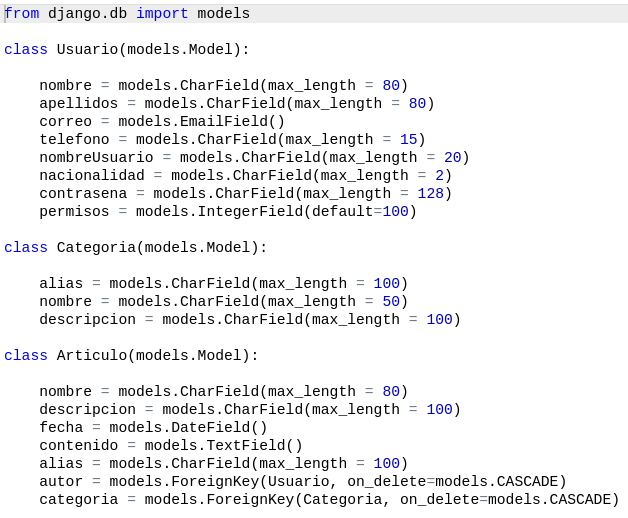 from django.db import models
class Usuario(models.Model):
nombre = models.CharField(max_length = 80)
apellidos = models.CharField(max_length = 80)
correo = models.EmailField()
telefono = models.CharField(max_length = 15)
nombreUsuario = models.CharField(max_length = 20)
nacionalidad = models.CharField(max_length = 2)
contrasena = models.CharField(max_length = 128)
permisos = models.IntegerField(default=100)
class Categoria(models.Model):
alias = models.CharField(max_length = 100)
nombre = models.CharField(max_length = 50)
descripcion = models.CharField(max_length = 100)
class Articulo(models.Model):
nombre = models.CharField(max_length = 80)
descripcion = models.CharField(max_length = 100)
fecha = models.DateField()
contenido = models.TextField()
alias = models.CharField(max_length = 100)
autor = models.ForeignKey(Usuario, on_delete=models.CASCADE)
categoria = models.ForeignKey(Categoria, on_delete=models.CASCADE)